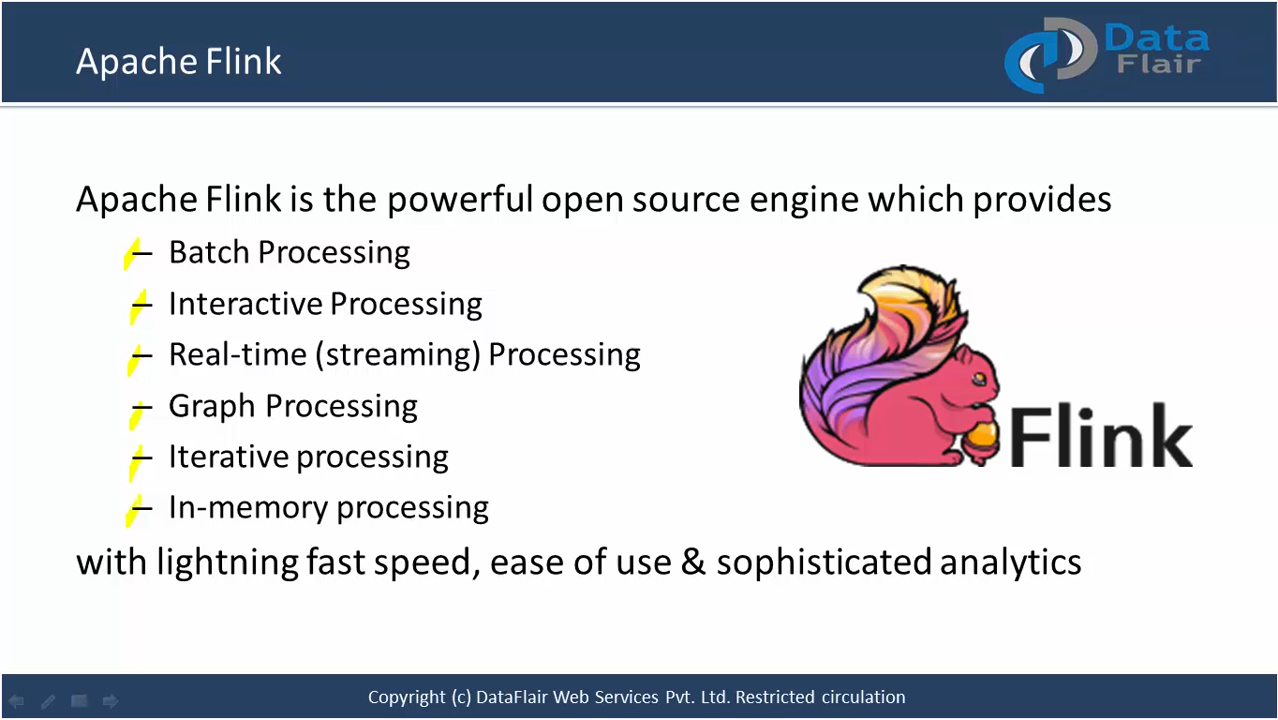 Apache Flink
Data
Flair
Apache Flink is the powerful open source engine which provides
– Batch Processing
– Interactive Processing
– Real-time (streaming) Processing
– Graph Processing
– Iterative processing
– In-memory processing
Flink
with lightning fast speed, ease of use & sophisticated analytics
Copyright (c) DataFlair Web Services Pvt. Ltd. Restricted circulation